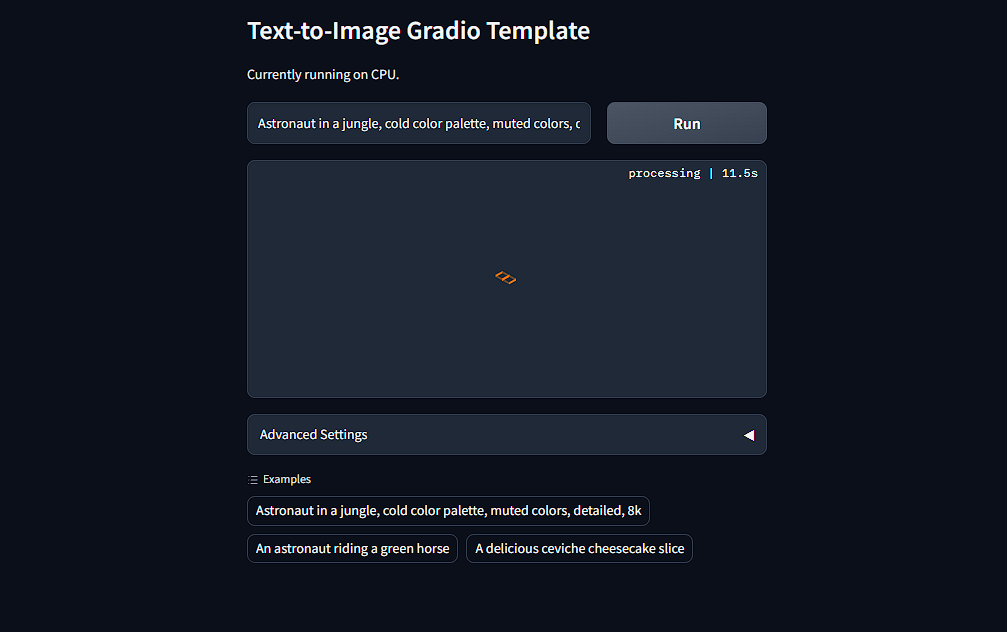 Text-to-Image Gradio Template
Currently running on CPU.
Astronaut in a jungle, cold color palette, muted colors,
Run
processing | 11.5s
Advanced Settings
Examples
Astronaut in a jungle, cold color palette, muted colors, detailed, 8k
An astronaut riding a green horse
A delicious ceviche cheesecake slice